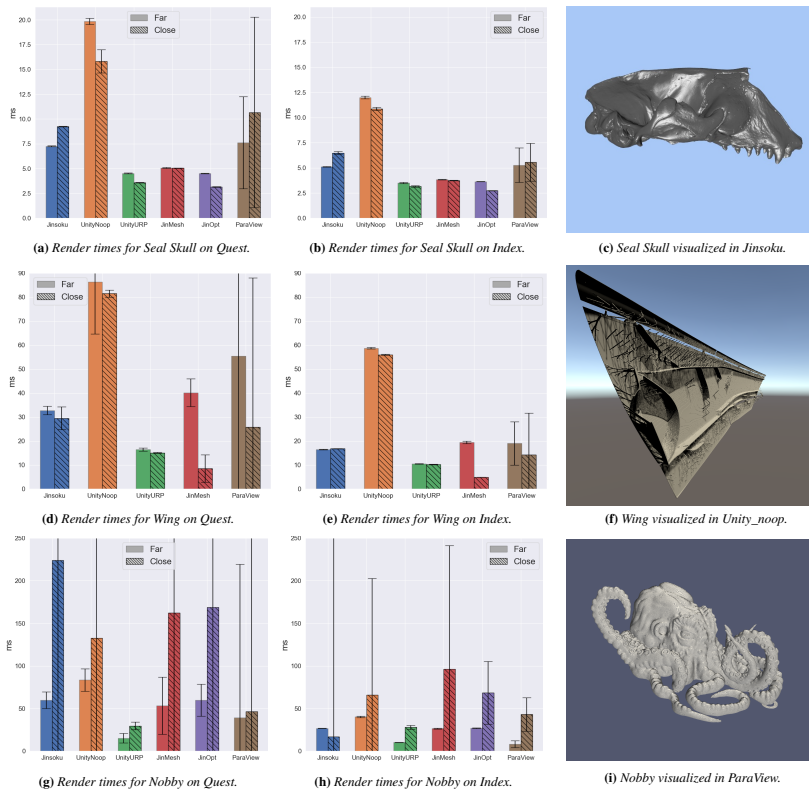 20.0
17.5
15.0
12.5
10.0
7.5
5.0
2.5
0.0
ms
Far
Close
Jinsoku UnityNoop UnityURP JinMesh JinOpt ParaView
(a) Render times for Seal Skull on Quest.
20.0
17.5
15.0
12.5
10.0
7.5
5.0
2.5
0.0
ms
Far
Close
Jinsoku UnityNoop UnityURP JinMesh JinOpt ParaView
(b) Render times for Seal Skull on Index.
(c) Seal Skull visualized in Jinsoku.
90
80
70
60
50
40
30
20
10
0
ms
Far
Close
Jinsoku UnityNoop UnityURP JinMesh ParaView
(d) Render times for Wing on Quest.
90
80
70
60
50
40
30
20
10
0
ms
Far
Close
Jinsoku UnityNoop UnityURP JinMesh ParaView
(e) Render times for Wing on Index.
(f) Wing visualized in Unity_noop.
250
200
150
100
50
0
ms
Far
Close
Jinsoku UnityNoop UnityURP JinMesh JinOpt ParaView
(g) Render times for Nobby on Quest.
250
200
150
100
50
0
ms
Far
Close
Jinsoku UnityNoop UnityURP JinMesh JinOpt ParaView
(h) Render times for Nobby on Index.
(i) Nobby visualized in ParaView.